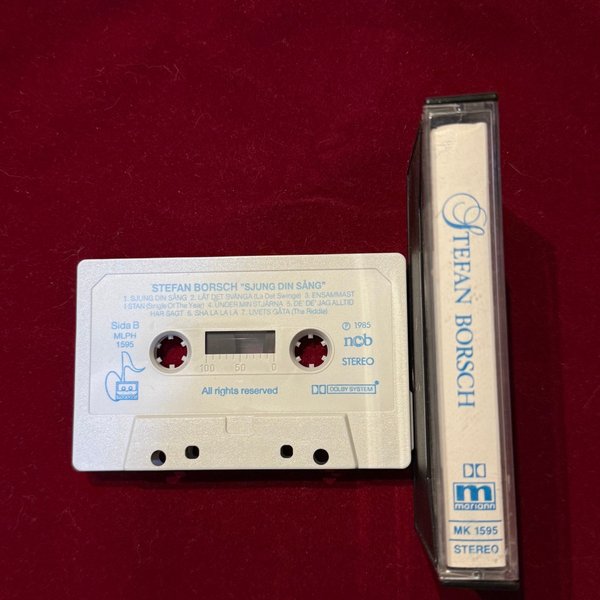 STEFAN BORSCH "SJUNG DIN SÅNG"
1. SJUNG DIN SÅNG 2. LÅT DET SVÄNGA (La Det Swinge) 3. ENSAMMAST
I STAN (Single Of The Year) 4. UNDER MIN STJÄRNA 5. DE' DE' JAG ALLTID
HAR SAGT 6. SHA LA LA LA 7. LIVETS GÅTA (The Riddle)
Sida B
MLPH
1595
℗ 1985
ncb
STEREO
100 50 0
All rights reserved
DOLBY SYSTEM
STEFAN BORSCH
m
mariann
MK 1595
STEREO